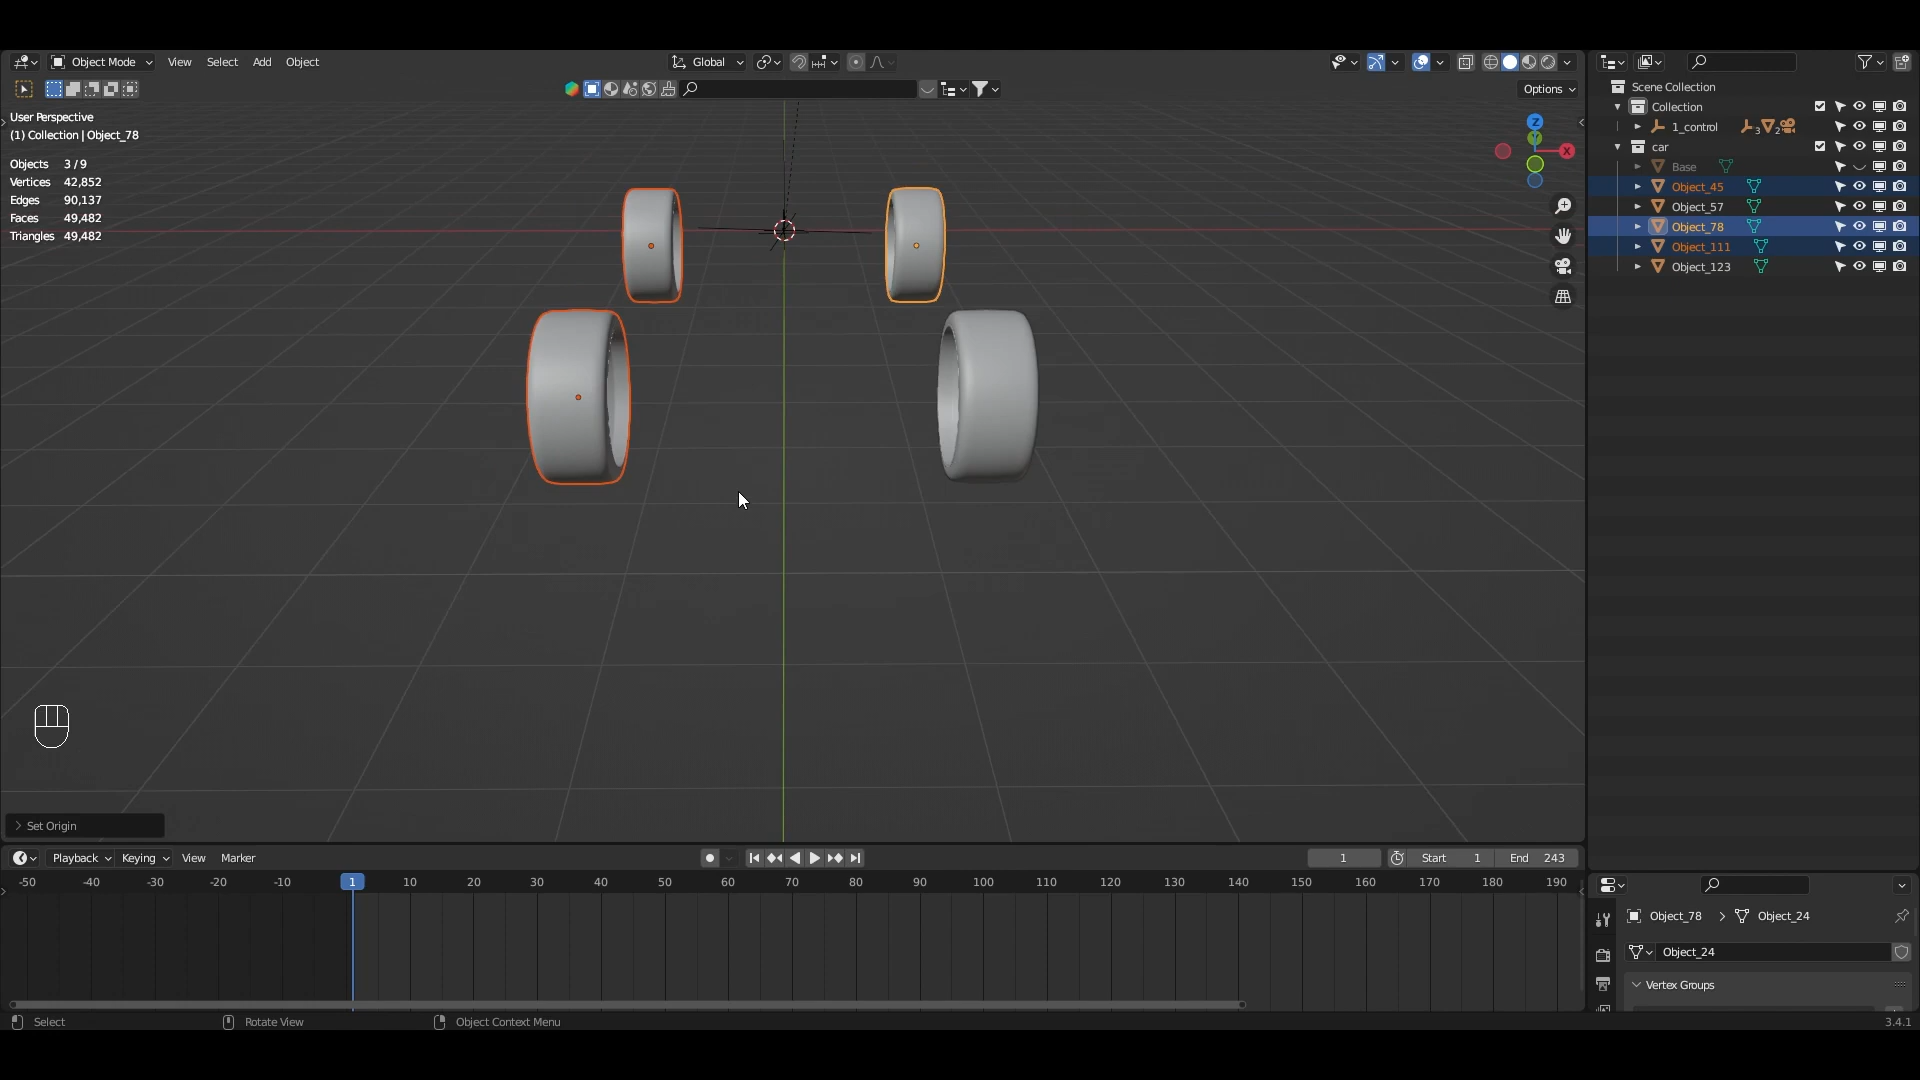 Object Mode View Select Add Object Global
Options
User Perspective
(1) Collection | Object_78
Objects 3 / 9
Vertices 42,852
Edges 90,137
Faces 49,482
Triangles 49,482
Z
Y
X
Scene Collection
Collection
1_control 3 2
car
Base
Object_45
Object_57
Object_78
Object_111
Object_123
Set Origin
Playback Keying View Marker 1 Start 1 End 243
-50 -40 -30 -20 -10 1 10 20 30 40 50 60 70 80 90 100 110 120 130 140 150 160 170 180 190
Object_78 Object_24
Object_24
Vertex Groups
Select Rotate View Object Context Menu 3.4.1